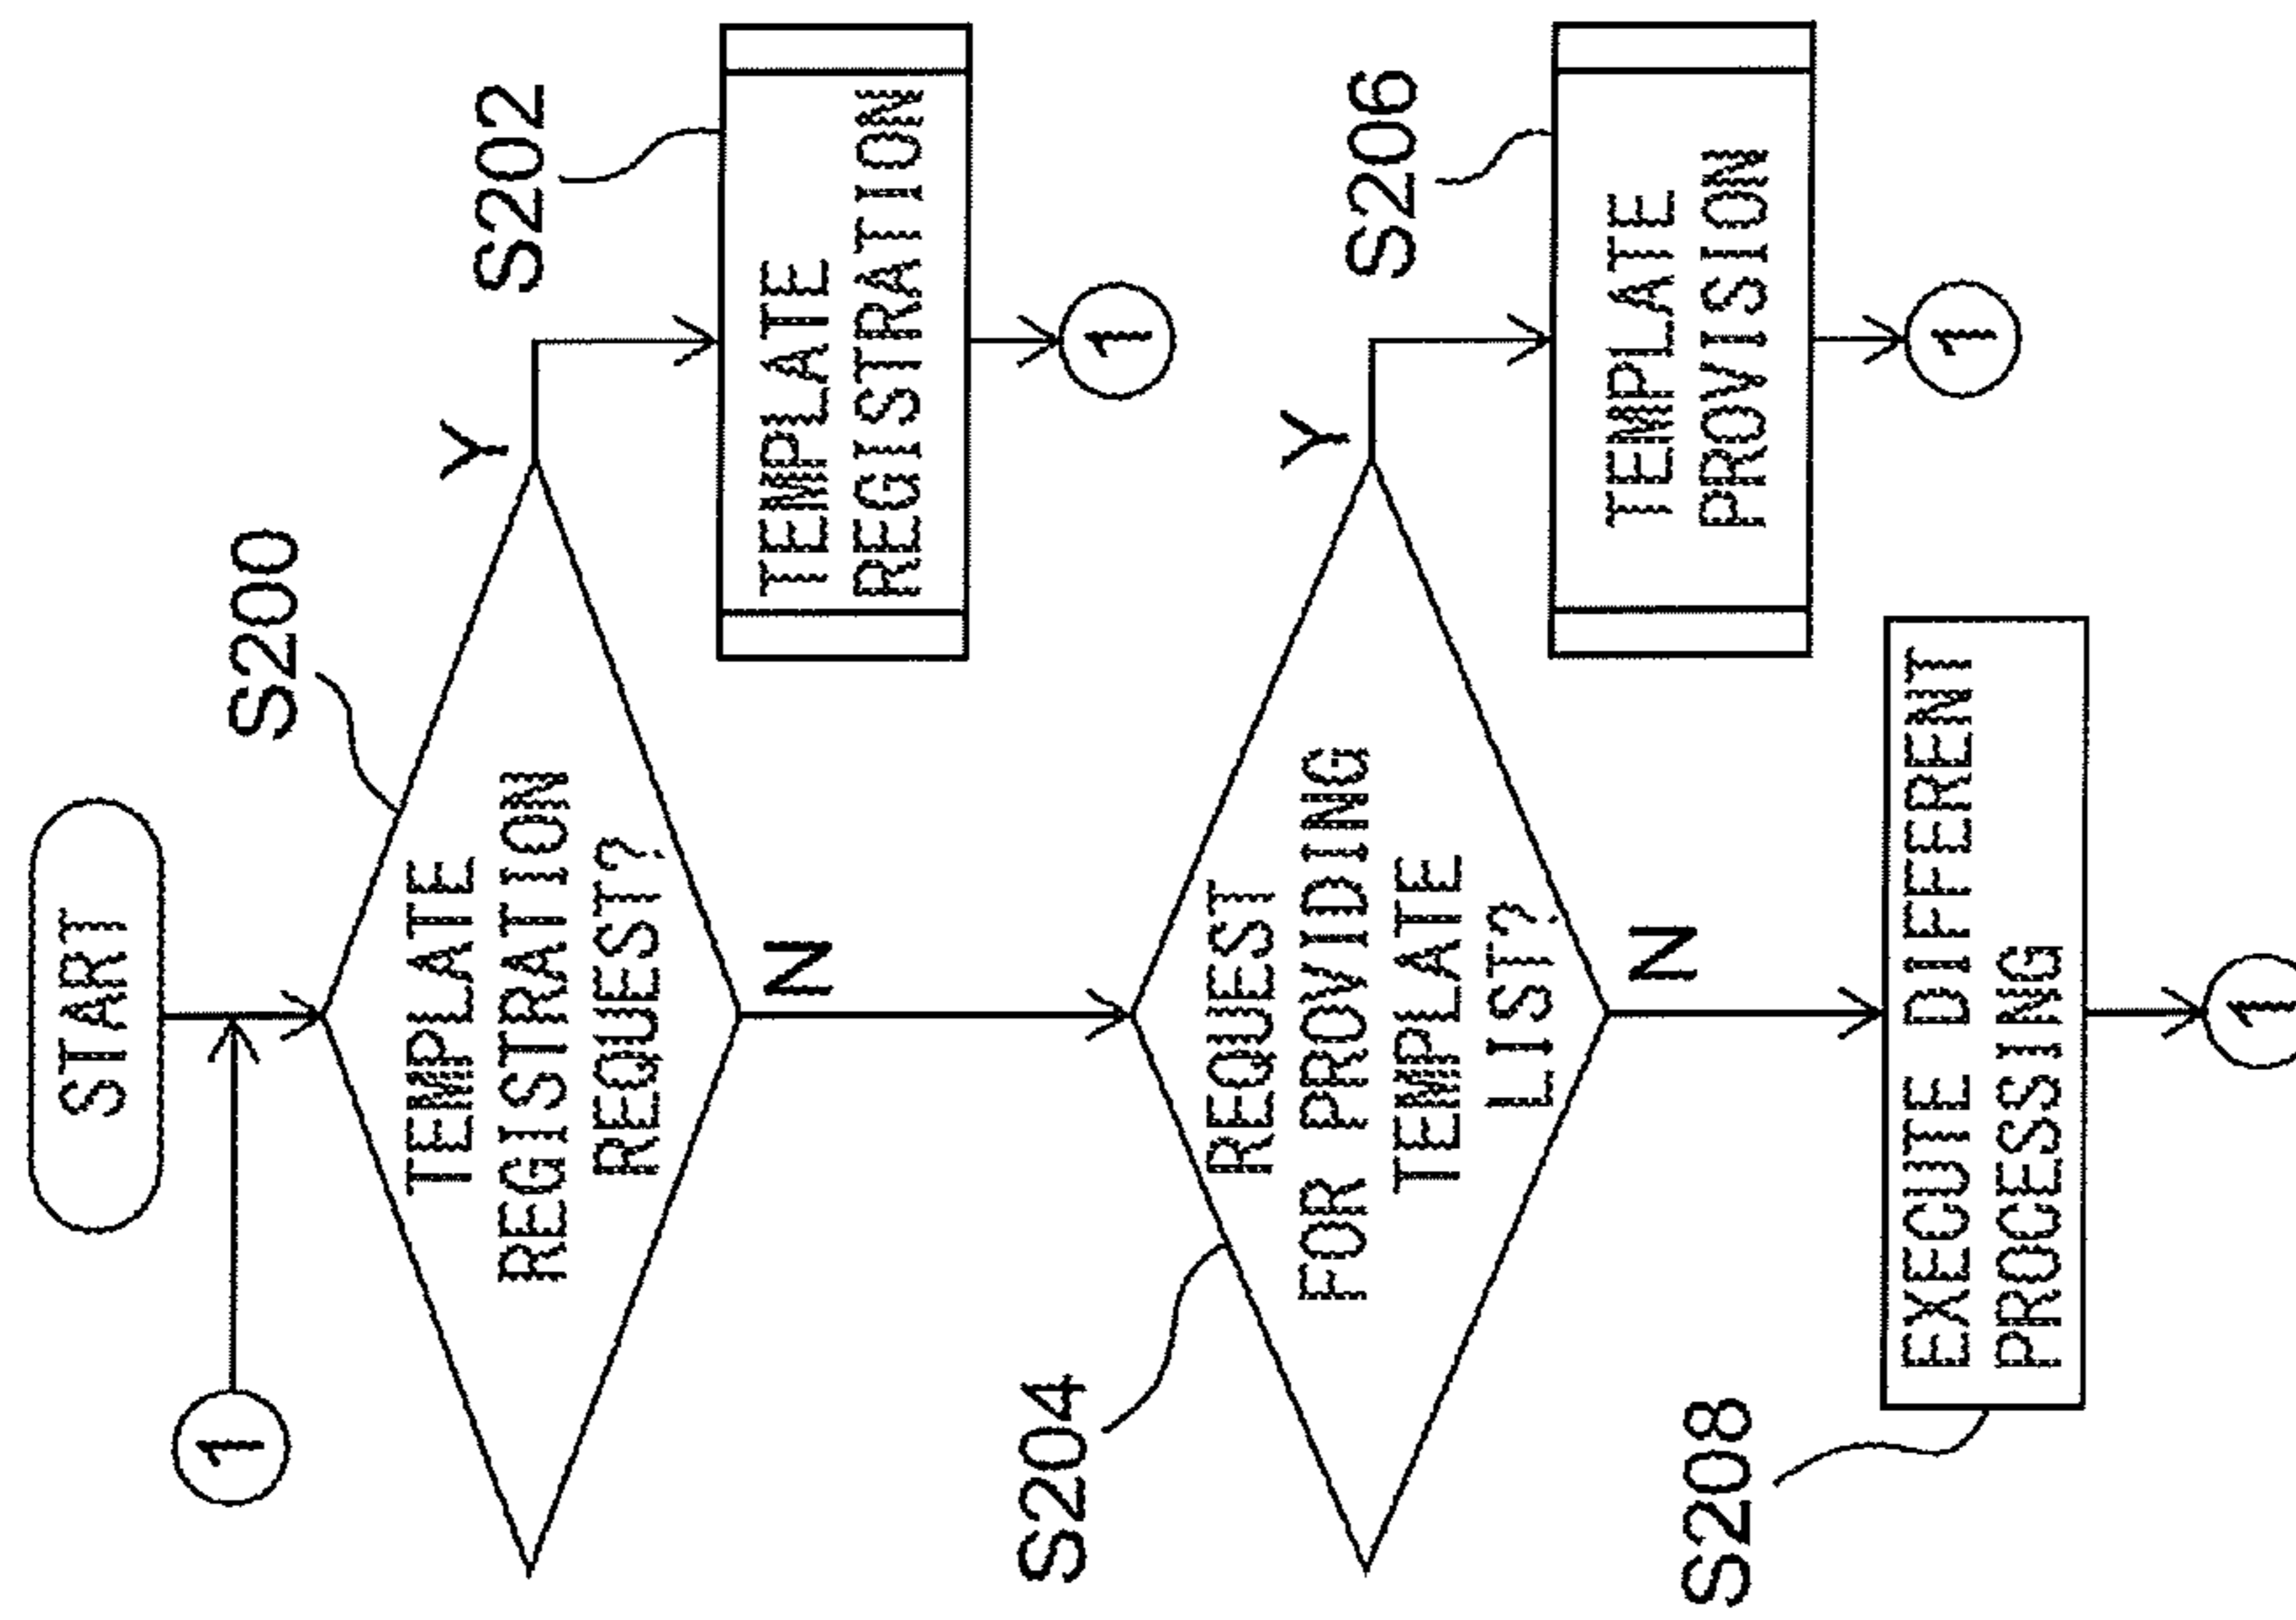 START
1
S200
TEMPLATE
REGISTRATION
REQUEST?
Y
S202
TEMPLATE
REGISTRATION
1
N
S204
REQUEST
FOR PROVIDING
TEMPLATE
LIST?
Y
S206
TEMPLATE
PROVISION
1
N
S208
EXECUTE DIFFERENT
PROCESSING
1